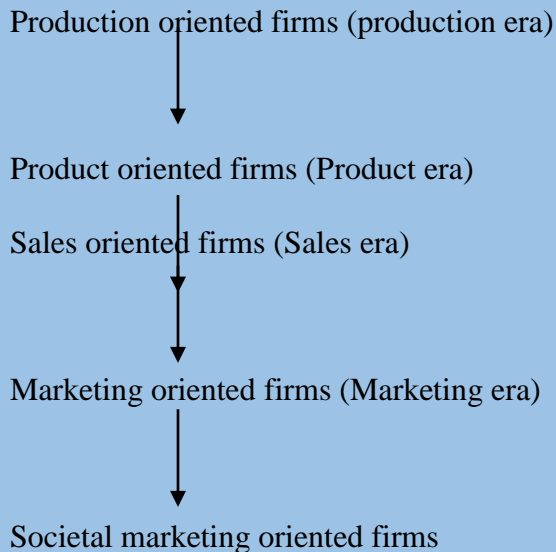 Production oriented firms (production era)
Product oriented firms (Product era)
Sales oriented firms (Sales era)
Marketing oriented firms (Marketing era)
Societal marketing oriented firms